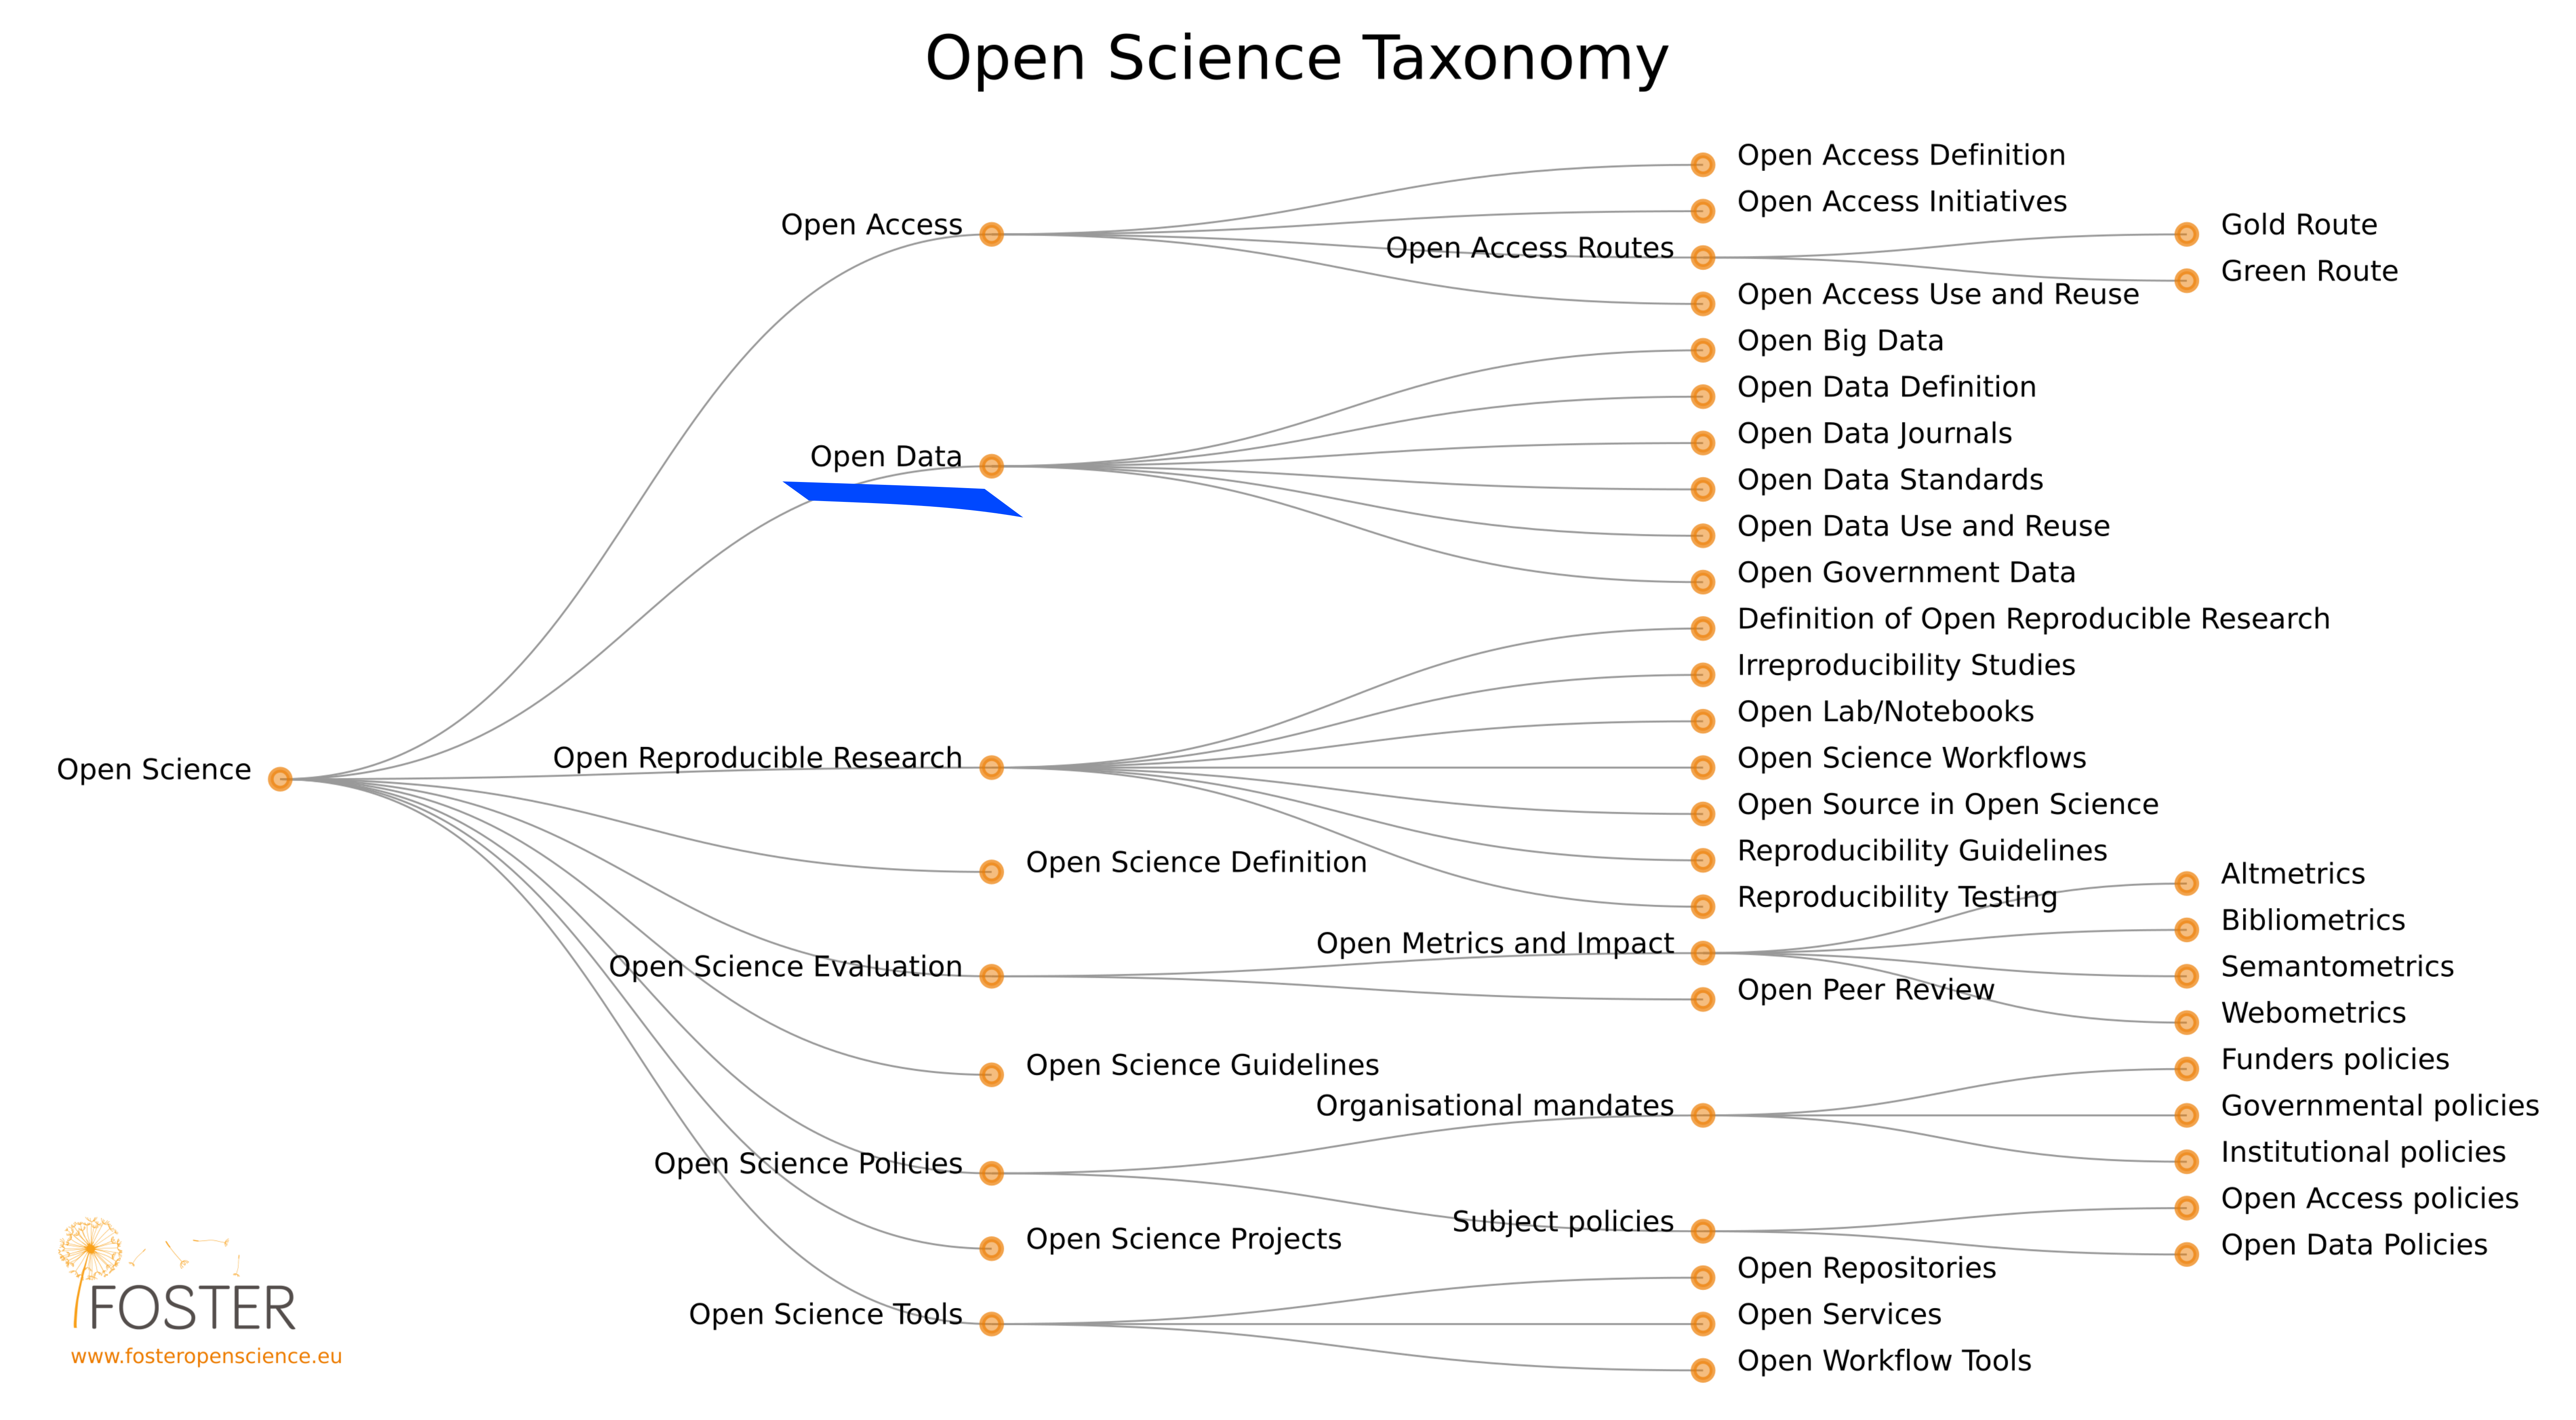 Open Science Taxonomy
Open Access Definition
Open Access Initiatives
Open Access
Gold Route
Open Access Routes
Green Route
Open Access Use and Reuse
Open Big Data
Open Data Definition
Open Data Journals
Open Data
Open Data Standards
Open Data Use and Reuse
Open Government Data
Definition of Open Reproducible Research
Irreproducibility Studies
Open Lab/Notebooks
Open Reproducible Research
Open Science Workflows
Open Science
Open Source in Open Science
Reproducibility Guidelines
Open Science Definition
Altmetrics
Reproducibility Testing
Bibliometrics
Open Metrics and Impact
Open Science Evaluation
Semantometrics
Open Peer Review
Webometrics
Funders policies
Open Science Guidelines
Organisational mandates
Governmental policies
Institutional policies
Open Science Policies
Open Access policies
Subject policies
Open Science Projects
Open Data Policies
Open Repositories
Open Science Tools
Open Services
Open Workflow Tools
FOSTER
www.fosteropenscience.eu